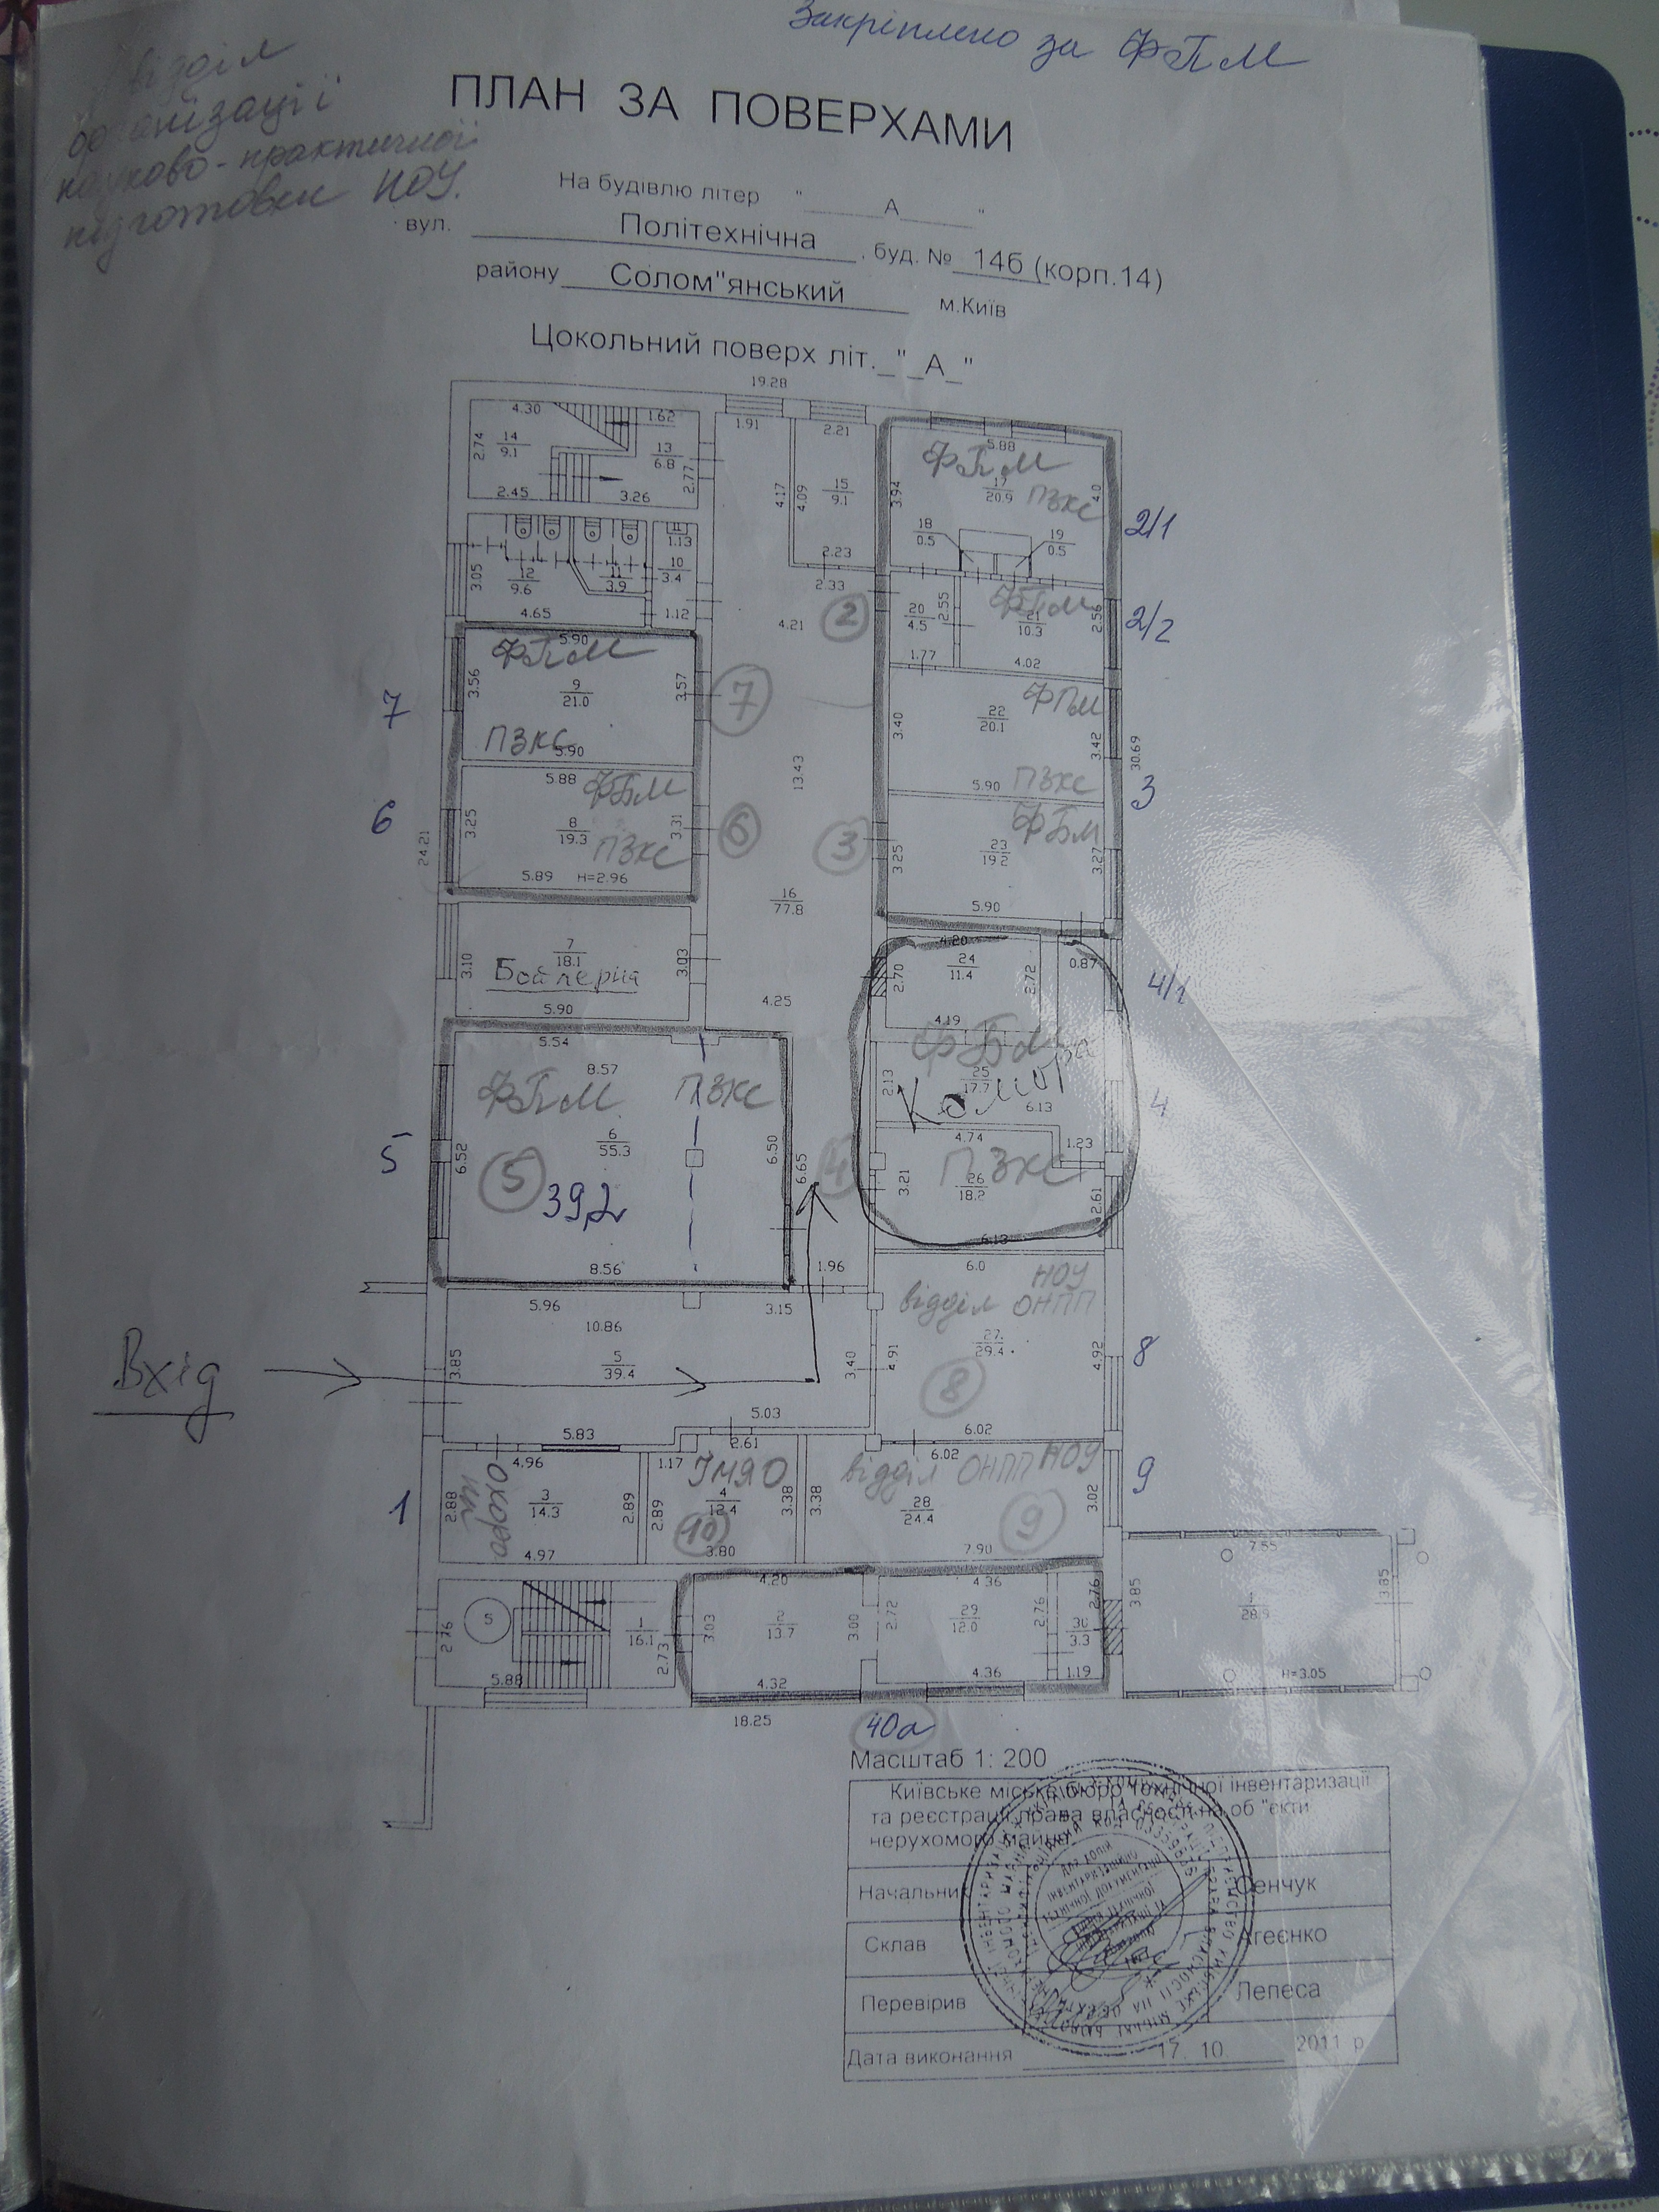 Закріплено за ФПМ
відділ
організації
науково-практичної
підготовки НОУ.
ПЛАН ЗА ПОВЕРХАМИ
На будівлю літер "______А______"
вул. Політехнічна, буд. № 14б (корп.14)
району Солом"янський м.Київ
Цокольний поверх літ._"_А_"
19.28
4.30 1.62 1.91 2.21 5.88
2.74 14 9.1 13 6.8 2.77 4.17 4.09 15 9.1 3.94 ФПМ 17 20.9 ПЗКС 4.0
2.45 3.26 2/1
18 0.5 19 0.5
1.13 2.23
3.05 12 9.6 11 3.9 10 3.4 2.33
4.65 1.12 4.21 2 20 4.5 2.55 ФПМ 21 10.3 2.56 2/2
5.90 1.77 4.02
ФПМ
7 3.56 9 21.0 3.57 7 3.40 22 20.1 ФПМ 3.42 30.69
ПЗКС 5.90 13.43 5.90 ПЗКС 3
5.88 ФБМ ФБМ
6 3.25 8 19.3 ПЗКС 3.31 6 3 3.25 23 19.2 3.27
24.21 5.89 Н=2.96 16 77.8 5.90
4.20 0.87
3.10 7 18.1 3.03 2.70 24 11.4 2.72 4/1
Бойлерня
5.90 4.25 4.19
5.54 ФБМ
8.57 2.13 25 17.7 6.13 4
ФПМ ПЗКС
4.74 1.23
5 6.52 6 55.3 6.50 6.65 4 3.21 ПЗКС 26 18.2 2.61
5 39,2
8.56 1.96 6.13
6.0 НОУ
5.96 3.15 відділ ОНПП
10.86 27 29.4
Вхід 3.85 5 39.4 3.40 4.91 4.92 8
8
5.03 6.02
5.83 2.61 6.02
4.96 1.17 ІМЯО відділ ОНПП НОУ 9
1 2.88 3 14.3 охорони 2.89 2.89 4 12.4 3.38 3.38 28 24.4 9 3.02
10
4.97 3.80 7.90
4.20 4.36 7.55
2.76 5 1 16.1 2.73 3.03 2 13.7 3.00 2.72 29 12.0 2.76 30 3.3 2.76 3.85 1 28.9 3.85
5.88 4.32 4.36 1.19 Н=3.05
18.25 40а
Масштаб 1: 200
Київське міське бюро технічної інвентаризації
та реєстрації права власності на об "єкти
нерухомого майна
Начальник Сенчук
Склав Агеєнко
Перевірив Лепеса
Дата виконання 17. 10. 2011 р